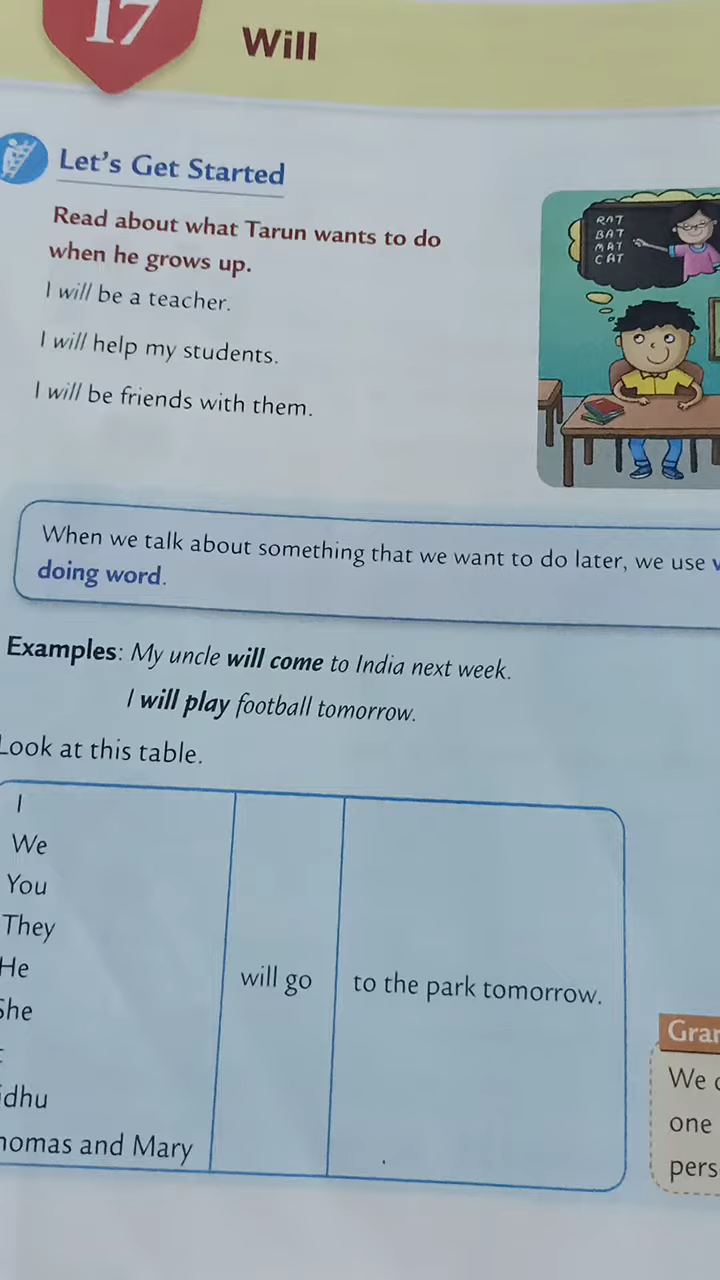 17
Will
Let's Get Started
Read about what Tarun wants to do
when he grows up.
I will be a teacher.
I will help my students.
I will be friends with them.
RAT
BAT
MAT
CAT
When we talk about something that we want to do later, we use
doing word.
Examples: My uncle will come to India next week.
I will play football tomorrow.
Look at this table.
I
We
You
They
He
She
idhu
homas and Mary
will go
to the park tomorrow.
Gra
We
one
pers